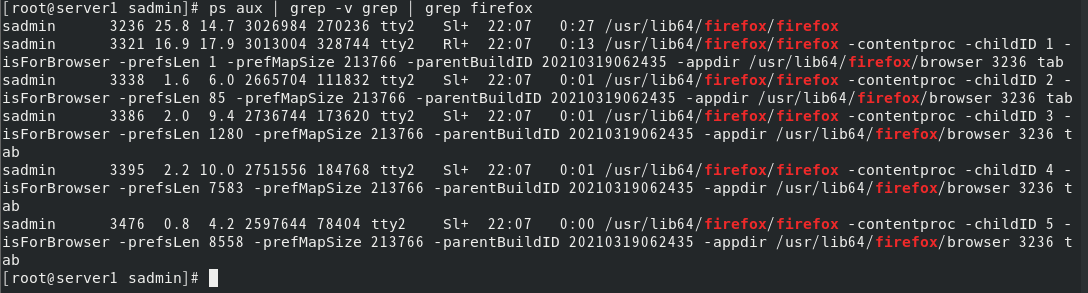 [root@server1 sadmin]# ps aux | grep -v grep | grep firefox
sadmin      3236 25.8 14.7 3026984 270236 tty2   Sl+  22:07   0:27 /usr/lib64/firefox/firefox
sadmin      3321 16.9 17.9 3013004 328744 tty2   Rl+  22:07   0:13 /usr/lib64/firefox/firefox -contentproc -childID 1 -
isForBrowser -prefsLen 1 -prefMapSize 213766 -parentBuildID 20210319062435 -appdir /usr/lib64/firefox/browser 3236 tab
sadmin      3338  1.6  6.0 2665704 111832 tty2   Sl+  22:07   0:01 /usr/lib64/firefox/firefox -contentproc -childID 2 -
isForBrowser -prefsLen 85 -prefMapSize 213766 -parentBuildID 20210319062435 -appdir /usr/lib64/firefox/browser 3236 tab
sadmin      3386  2.0  9.4 2736744 173620 tty2   Sl+  22:07   0:01 /usr/lib64/firefox/firefox -contentproc -childID 3 -
isForBrowser -prefsLen 1280 -prefMapSize 213766 -parentBuildID 20210319062435 -appdir /usr/lib64/firefox/browser 3236 t
ab
sadmin      3395  2.2 10.0 2751556 184768 tty2   Sl+  22:07   0:01 /usr/lib64/firefox/firefox -contentproc -childID 4 -
isForBrowser -prefsLen 7583 -prefMapSize 213766 -parentBuildID 20210319062435 -appdir /usr/lib64/firefox/browser 3236 t
ab
sadmin      3476  0.8  4.2 2597644 78404 tty2    Sl+  22:07   0:00 /usr/lib64/firefox/firefox -contentproc -childID 5 -
isForBrowser -prefsLen 8558 -prefMapSize 213766 -parentBuildID 20210319062435 -appdir /usr/lib64/firefox/browser 3236 t
ab
[root@server1 sadmin]#